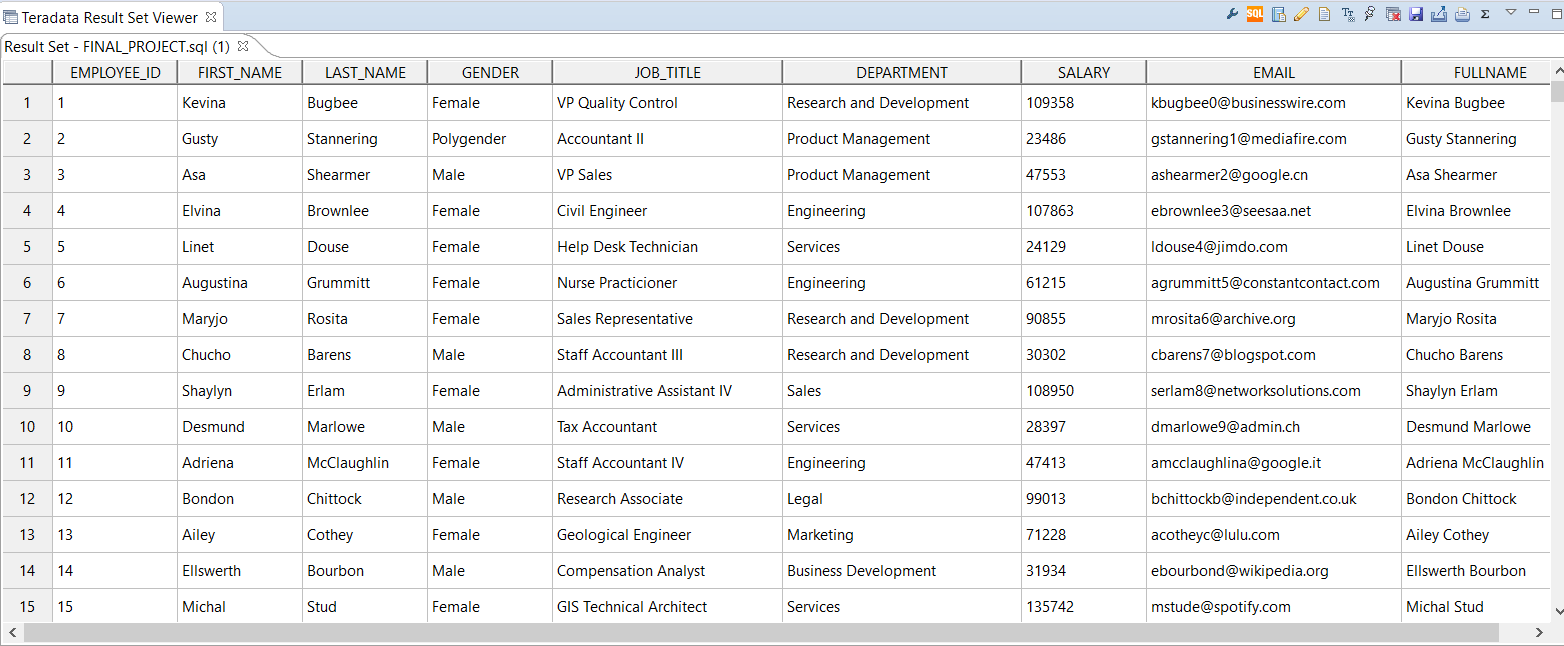 Teradata Result Set Viewer
SQL
Result Set - FINAL_PROJECT.sql (1)
EMPLOYEE_ID FIRST_NAME LAST_NAME GENDER JOB_TITLE DEPARTMENT SALARY EMAIL FULLNAME
1 1 Kevina Bugbee Female VP Quality Control Research and Development 109358 kbugbee0@businesswire.com Kevina Bugbee
2 2 Gusty Stannering Polygender Accountant II Product Management 23486 gstannering1@mediafire.com Gusty Stannering
3 3 Asa Shearmer Male VP Sales Product Management 47553 ashearmer2@google.cn Asa Shearmer
4 4 Elvina Brownlee Female Civil Engineer Engineering 107863 ebrownlee3@seesaa.net Elvina Brownlee
5 5 Linet Douse Female Help Desk Technician Services 24129 ldouse4@jimdo.com Linet Douse
6 6 Augustina Grummitt Female Nurse Practicioner Engineering 61215 agrummitt5@constantcontact.com Augustina Grummitt
7 7 Maryjo Rosita Female Sales Representative Research and Development 90855 mrosita6@archive.org Maryjo Rosita
8 8 Chucho Barens Male Staff Accountant III Research and Development 30302 cbarens7@blogspot.com Chucho Barens
9 9 Shaylyn Erlam Female Administrative Assistant IV Sales 108950 serlam8@networksolutions.com Shaylyn Erlam
10 10 Desmund Marlowe Male Tax Accountant Services 28397 dmarlowe9@admin.ch Desmund Marlowe
11 11 Adriena McClaughlin Female Staff Accountant IV Engineering 47413 amcclaughlina@google.it Adriena McClaughlin
12 12 Bondon Chittock Male Research Associate Legal 99013 bchittockb@independent.co.uk Bondon Chittock
13 13 Ailey Cothey Female Geological Engineer Marketing 71228 acotheyc@lulu.com Ailey Cothey
14 14 Ellswerth Bourbon Male Compensation Analyst Business Development 31934 ebourbond@wikipedia.org Ellswerth Bourbon
15 15 Michal Stud Female GIS Technical Architect Services 135742 mstude@spotify.com Michal Stud